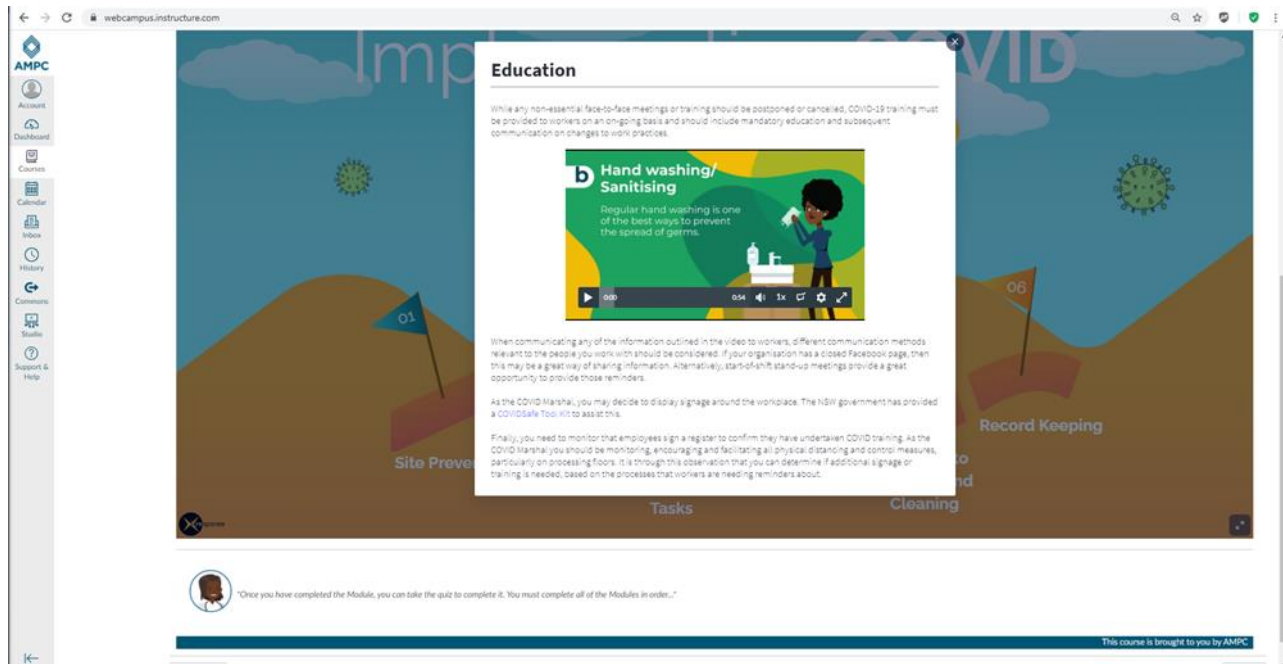 webcampus.instructure.com
AMPC
Account
Dashboard
Courses
Calendar
Inbox
History
Commons
Studio
Support &
Help
Education
While any non-essential face-to-face meetings or training should be postponed or cancelled, COVID-19 training must
be provided to workers on an on-going basis and should include mandatory education and subsequent
communication on changes to work practices.
b
Hand washing/
Sanitising
Regular hand washing is one
of the best ways to prevent
the spread of germs.
0:00
0:54
1x
When communicating any of the information outlined in the video to workers, different communication methods
relevant to the people you work with should be considered. If your organisation has a closed Facebook page, then
this may be a great way of sharing information. Alternatively, start-of-shift stand-up meetings provide a great
opportunity to provide those reminders.
As the COVID Marshal, you may decide to display signage around the workplace. The NSW government has provided
a COVIDSafe Tool Kit to assist this.
Finally, you need to monitor that employees sign a register to confirm they have undertaken COVID training. As the
COVID Marshal you should be monitoring, encouraging and facilitating all physical distancing and control measures,
particularly on processing floors. It is through this observation that you can determine if additional signage or
training is needed, based on the processes that workers are needing reminders about.
01
06
Record Keeping
Site
Tasks
Cleaning
"Once you have completed the Module, you can take the quiz to complete it. You must complete all of the Modules in order..."
This course is brought to you by AMPC